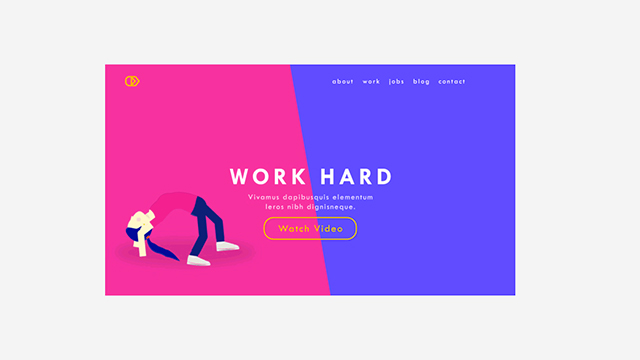 about work jobs blog contact
WORK HARD
Vivamus dapibusquis elementum
leros nibh dignisneque.
Watch Video